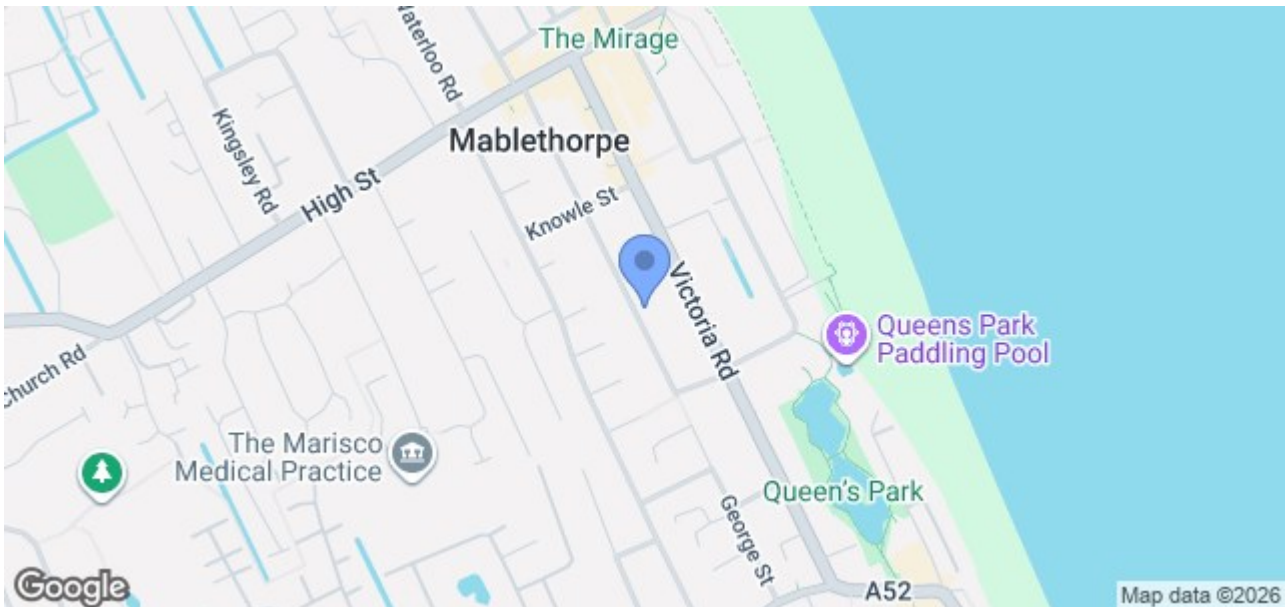 Waterloo Rd
The Mirage
Mablethorpe
Kingsley Rd
High St
Knowle St
Victoria Rd
Queens Park
Paddling Pool
Church Rd
The Marisco
Medical Practice
Queen's Park
George St
A52
Google
Map data ©2026